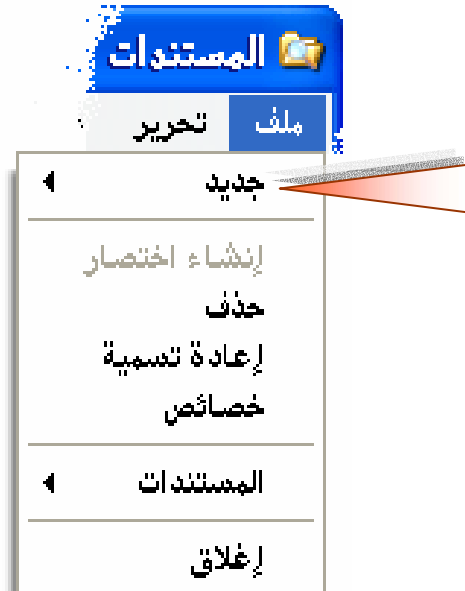 المستندات
ملف تحرير
جديد
إنشاء اختصار
حذف
إعادة تسمية
خصائص
المستندات
إغلاق